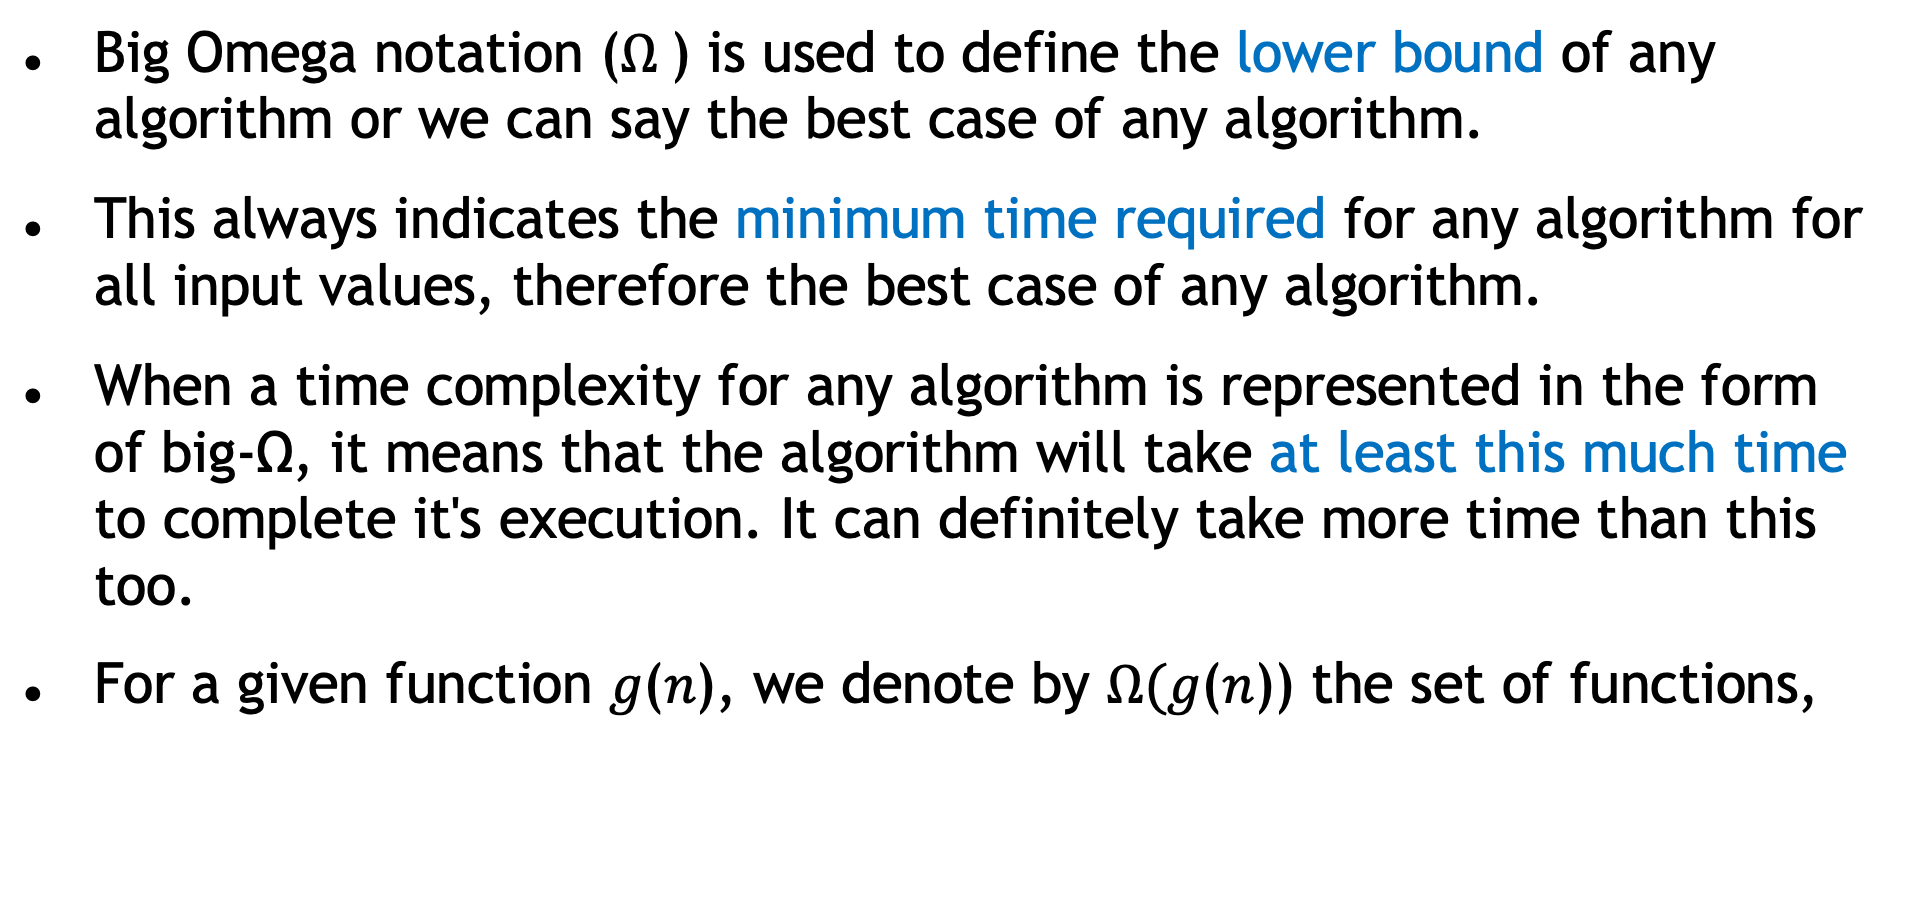 • Big Omega notation (Ω ) is used to define the lower bound of any
algorithm or we can say the best case of any algorithm.
• This always indicates the minimum time required for any algorithm for
all input values, therefore the best case of any algorithm.
• When a time complexity for any algorithm is represented in the form
of big-Ω, it means that the algorithm will take at least this much time
to complete it's execution. It can definitely take more time than this
too.
• For a given function g(n), we denote by Ω(g(n)) the set of functions,